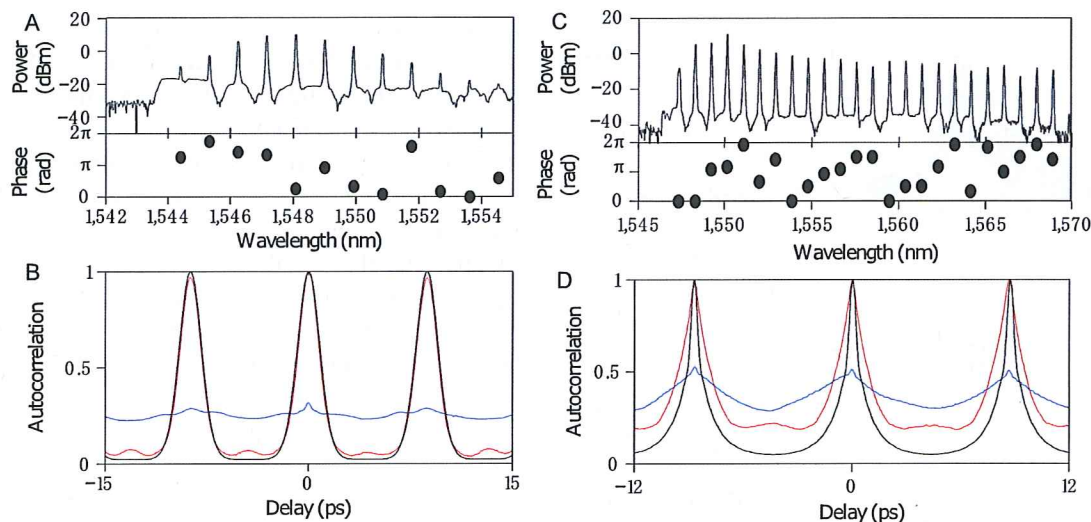 A
Power
(dBm)
20
0
−20
−40
2π
π
0
Phase
(rad)
1,542 1,544 1,546 1,548 1,550 1,552 1,554
Wavelength (nm)
B
Autocorrelation
1
0.5
0
−15 0 15
Delay (ps)
C
Power
(dBm)
20
0
−20
−40
2π
π
0
Phase
(rad)
1,545 1,550 1,555 1,560 1,565 1,570
Wavelength (nm)
D
Autocorrelation
1
0.5
0
−12 0 12
Delay (ps)